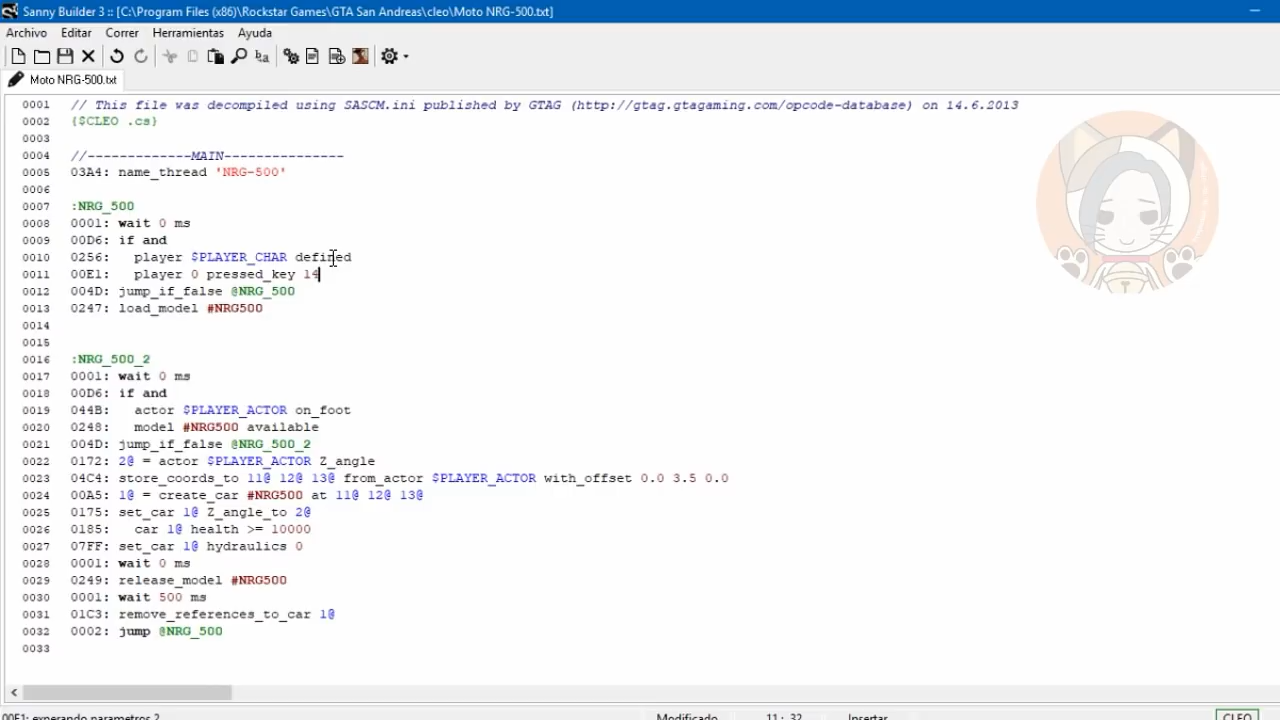 Sanny Builder 3 :: [C:\Program Files (x86)\Rockstar Games\GTA San Andreas\cleo\Moto NRG-500.txt]
Archivo Editar Correr Herramientas Ayuda
Moto NRG-500.txt
0001 // This file was decompiled using SASCM.ini published by GTAG (http://gtag.gtagaming.com/opcode-database) on 14.6.2013
0002 {$CLEO .cs}
0003
0004 //-------------MAIN---------------
0005 03A4: name_thread 'NRG-500'
0006
0007 :NRG_500
0008 0001: wait 0 ms
0009 00D6: if and
0010 0256: player $PLAYER_CHAR defined
0011 00E1: player 0 pressed_key 14
0012 004D: jump_if_false @NRG_500
0013 0247: load_model #NRG500
0014
0015
0016 :NRG_500_2
0017 0001: wait 0 ms
0018 00D6: if and
0019 044B: actor $PLAYER_ACTOR on_foot
0020 0248: model #NRG500 available
0021 004D: jump_if_false @NRG_500_2
0022 0172: 2@ = actor $PLAYER_ACTOR Z_angle
0023 04C4: store_coords_to 11@ 12@ 13@ from_actor $PLAYER_ACTOR with_offset 0.0 3.5 0.0
0024 00A5: 1@ = create_car #NRG500 at 11@ 12@ 13@
0025 0175: set_car 1@ Z_angle_to 2@
0026 0185: car 1@ health >= 10000
0027 07FF: set_car 1@ hydraulics 0
0028 0001: wait 0 ms
0029 0249: release_model #NRG500
0030 0001: wait 500 ms
0031 01C3: remove_references_to_car 1@
0032 0002: jump @NRG_500
0033
00E1: esperando parametros 2 Modificado 11: 32 Insertar CLEO